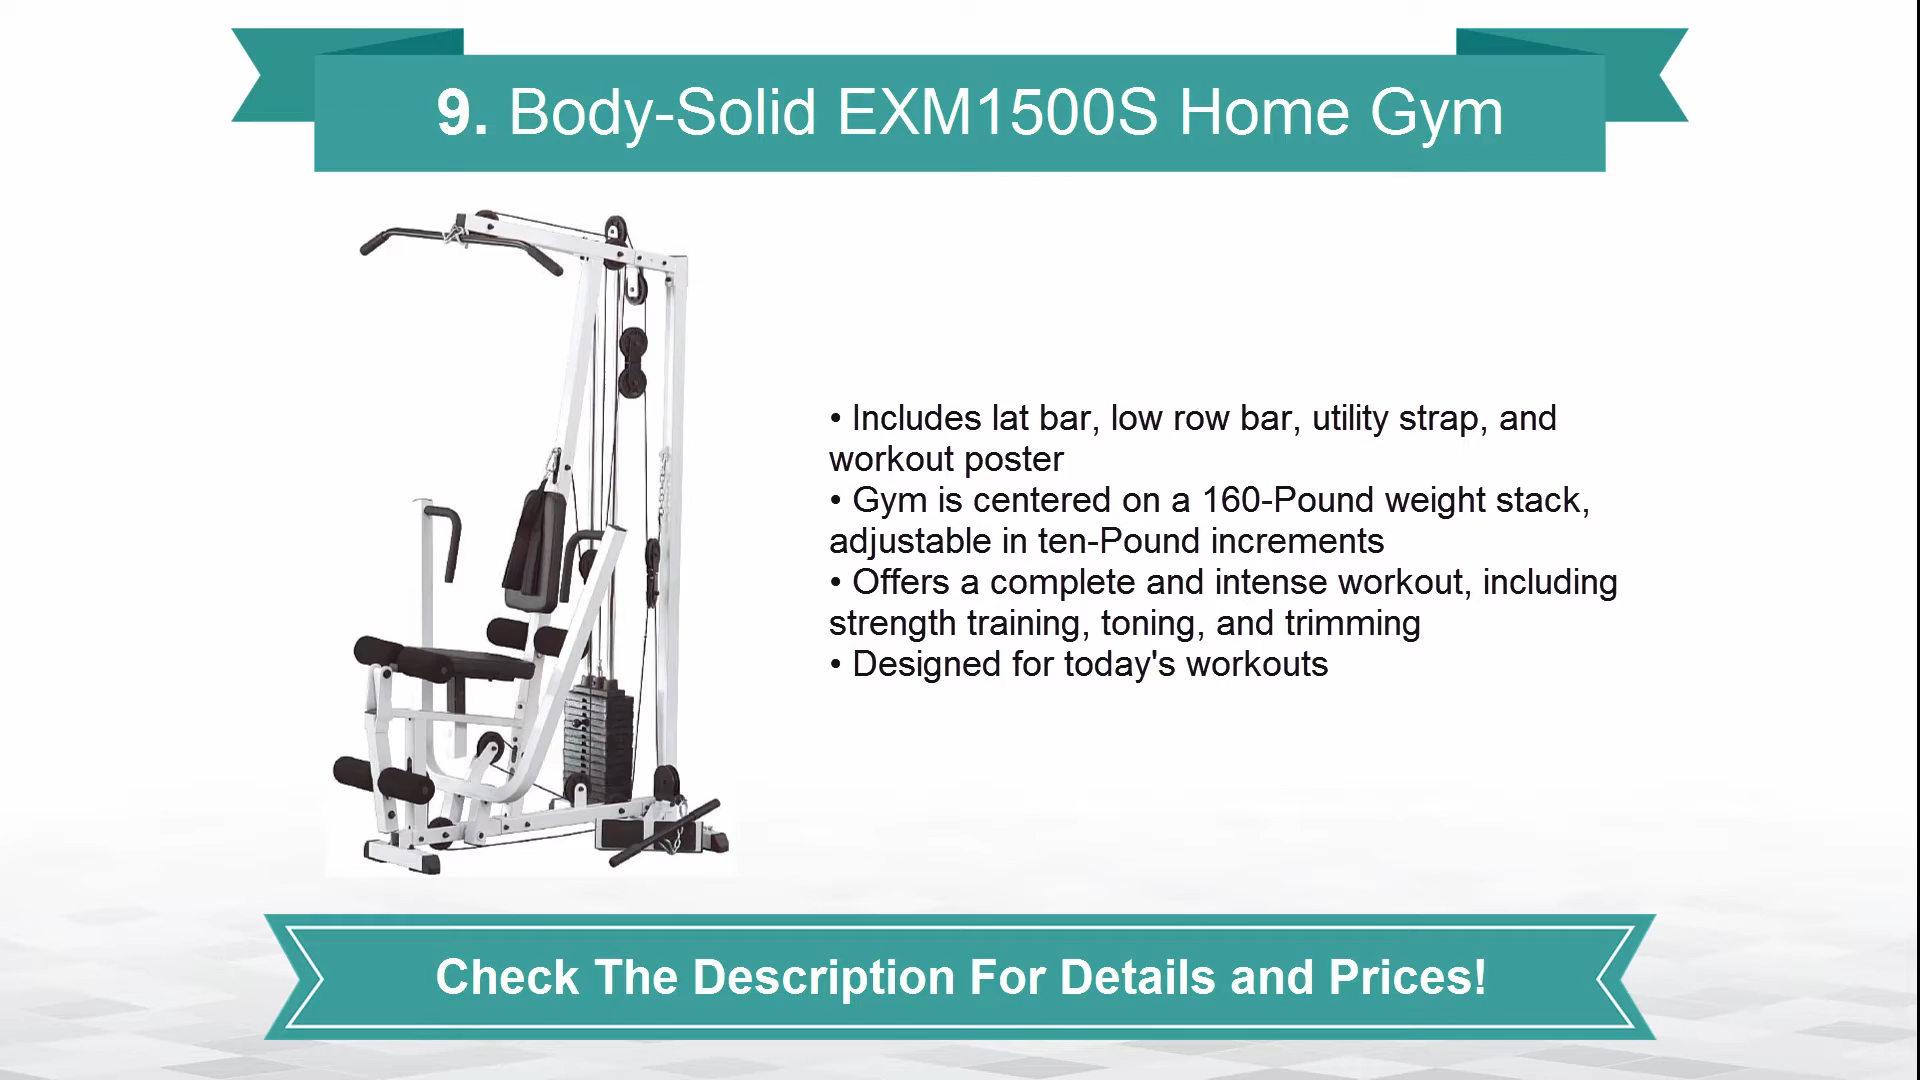 9. Body-Solid EXM1500S Home Gym
• Includes lat bar, low row bar, utility strap, and
workout poster
• Gym is centered on a 160-Pound weight stack,
adjustable in ten-Pound increments
• Offers a complete and intense workout, including
strength training, toning, and trimming
• Designed for today's workouts
Check The Description For Details and Prices!